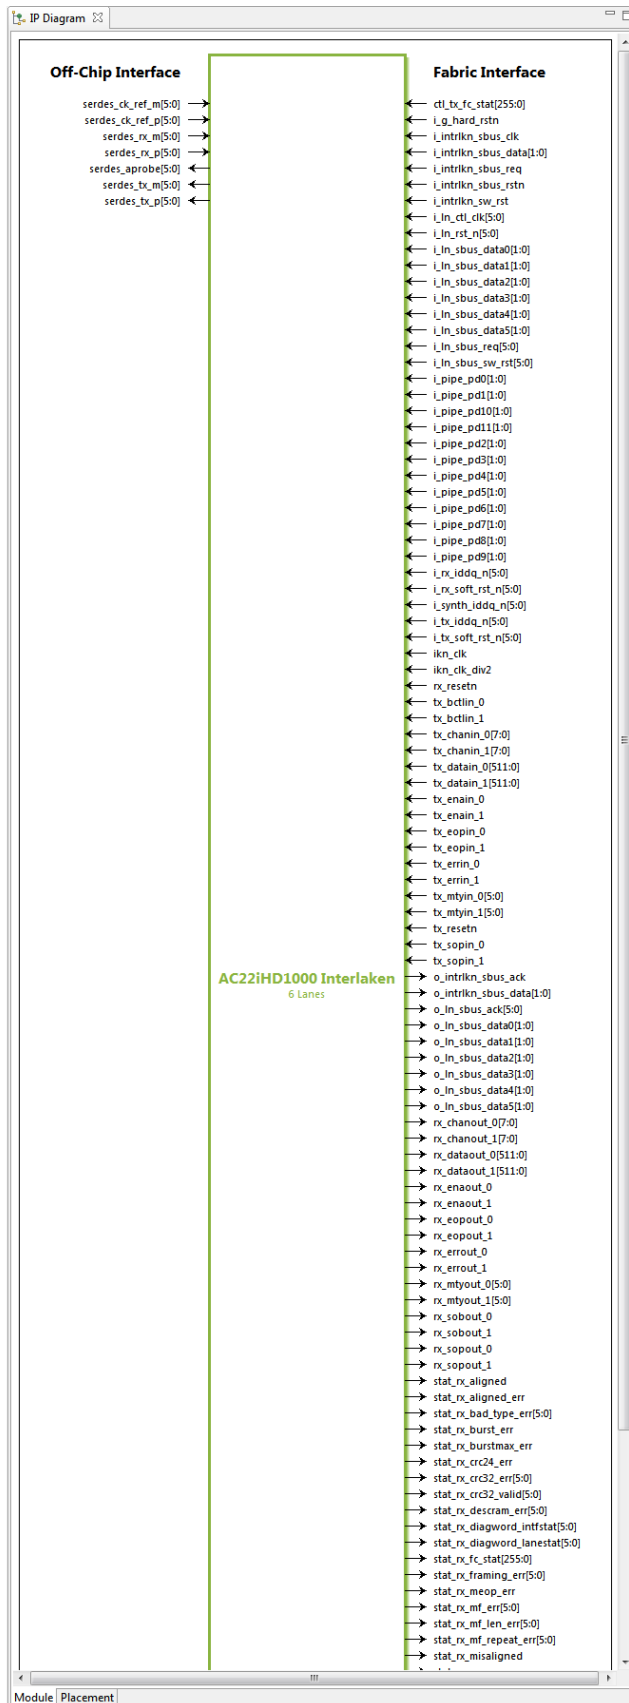 IP Diagram
Off-Chip Interface
Fabric Interface
serdes_ck_ref_m[5:0]
serdes_ck_ref_p[5:0]
serdes_rx_m[5:0]
serdes_rx_p[5:0]
serdes_aprobe[5:0]
serdes_tx_m[5:0]
serdes_tx_p[5:0]
AC22iHD1000 Interlaken
6 Lanes
ctl_tx_fc_stat[255:0]
i_g_hard_rstn
i_intrlkn_sbus_clk
i_intrlkn_sbus_data[1:0]
i_intrlkn_sbus_req
i_intrlkn_sbus_rstn
i_intrlkn_sw_rst
i_ln_ctl_clk[5:0]
i_ln_rst_n[5:0]
i_ln_sbus_data0[1:0]
i_ln_sbus_data1[1:0]
i_ln_sbus_data2[1:0]
i_ln_sbus_data3[1:0]
i_ln_sbus_data4[1:0]
i_ln_sbus_data5[1:0]
i_ln_sbus_req[5:0]
i_ln_sbus_sw_rst[5:0]
i_pipe_pd0[1:0]
i_pipe_pd1[1:0]
i_pipe_pd10[1:0]
i_pipe_pd11[1:0]
i_pipe_pd2[1:0]
i_pipe_pd3[1:0]
i_pipe_pd4[1:0]
i_pipe_pd5[1:0]
i_pipe_pd6[1:0]
i_pipe_pd7[1:0]
i_pipe_pd8[1:0]
i_pipe_pd9[1:0]
i_rx_iddq_n[5:0]
i_rx_soft_rst_n[5:0]
i_synth_iddq_n[5:0]
i_tx_iddq_n[5:0]
i_tx_soft_rst_n[5:0]
ikn_clk
ikn_clk_div2
rx_resetn
tx_bctlin_0
tx_bctlin_1
tx_chanin_0[7:0]
tx_chanin_1[7:0]
tx_datain_0[511:0]
tx_datain_1[511:0]
tx_enain_0
tx_enain_1
tx_eopin_0
tx_eopin_1
tx_errin_0
tx_errin_1
tx_mtyin_0[5:0]
tx_mtyin_1[5:0]
tx_resetn
tx_sopin_0
tx_sopin_1
o_intrlkn_sbus_ack
o_intrlkn_sbus_data[1:0]
o_ln_sbus_ack[5:0]
o_ln_sbus_data0[1:0]
o_ln_sbus_data1[1:0]
o_ln_sbus_data2[1:0]
o_ln_sbus_data3[1:0]
o_ln_sbus_data4[1:0]
o_ln_sbus_data5[1:0]
rx_chanout_0[7:0]
rx_chanout_1[7:0]
rx_dataout_0[511:0]
rx_dataout_1[511:0]
rx_enaout_0
rx_enaout_1
rx_eopout_0
rx_eopout_1
rx_errout_0
rx_errout_1
rx_mtyout_0[5:0]
rx_mtyout_1[5:0]
rx_sobout_0
rx_sobout_1
rx_sopout_0
rx_sopout_1
stat_rx_aligned
stat_rx_aligned_err
stat_rx_bad_type_err[5:0]
stat_rx_burst_err
stat_rx_burstmax_err
stat_rx_crc24_err
stat_rx_crc32_err[5:0]
stat_rx_crc32_valid[5:0]
stat_rx_descram_err[5:0]
stat_rx_diagword_intfstat[5:0]
stat_rx_diagword_lanestat[5:0]
stat_rx_fc_stat[255:0]
stat_rx_framing_err[5:0]
stat_rx_meop_err
stat_rx_mf_err[5:0]
stat_rx_mf_len_err[5:0]
stat_rx_mf_repeat_err[5:0]
stat_rx_misaligned
Module Placement